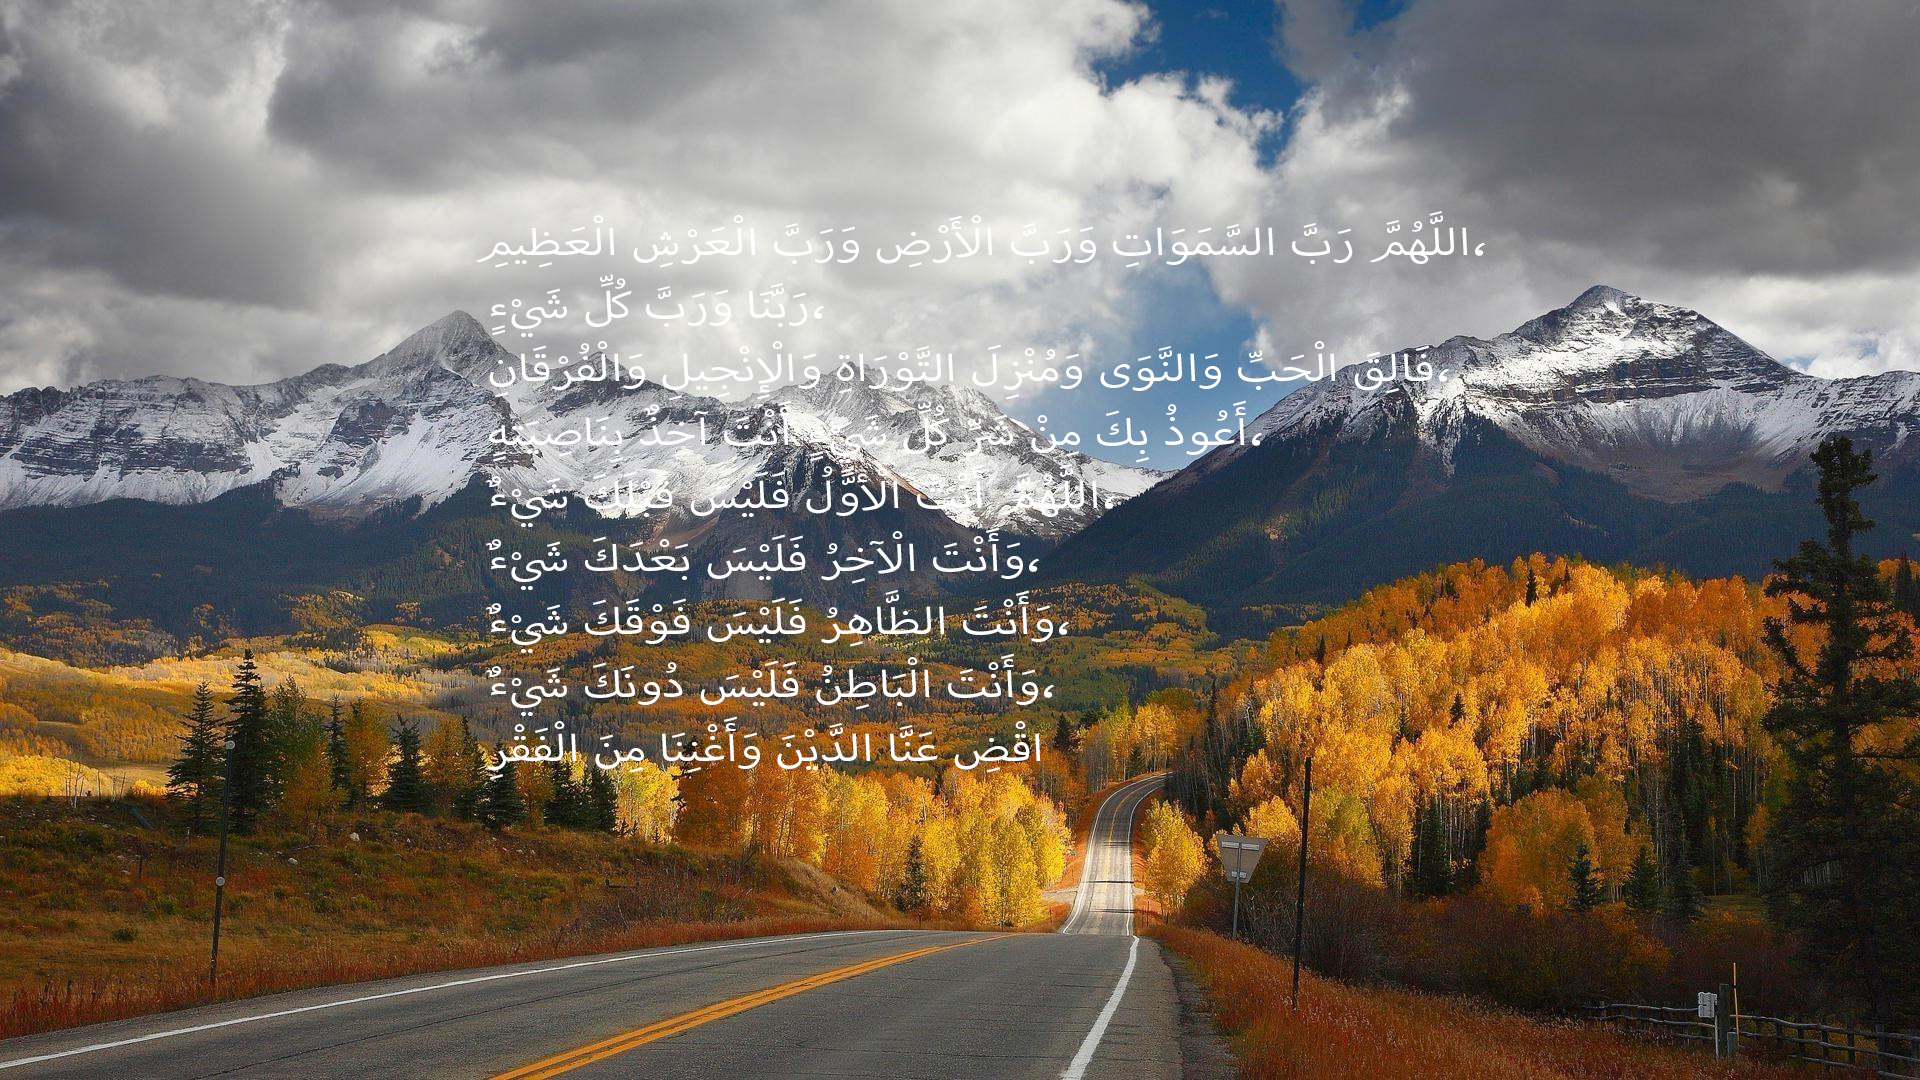 اللَّهُمَّ رَبَّ السَّمَوَاتِ وَرَبَّ الْأَرْضِ وَرَبَّ الْعَرْشِ الْعَظِيمِ،
رَبَّنَا وَرَبَّ كُلِّ شَيْءٍ،
فَالِقَ الْحَبِّ وَالنَّوَى وَمُنْزِلَ التَّوْرَاةِ وَالْإِنْجِيلِ وَالْفُرْقَانِ،
أَعُوذُ بِكَ مِنْ شَرِّ كُلِّ شَيْءٍ أَنْتَ آخِذٌ بِنَاصِيَتِهِ،
اللَّهُمَّ أَنْتَ الْأَوَّلُ فَلَيْسَ قَبْلَكَ شَيْءٌ،
وَأَنْتَ الْآخِرُ فَلَيْسَ بَعْدَكَ شَيْءٌ،
وَأَنْتَ الظَّاهِرُ فَلَيْسَ فَوْقَكَ شَيْءٌ،
وَأَنْتَ الْبَاطِنُ فَلَيْسَ دُونَكَ شَيْءٌ،
اقْضِ عَنَّا الدَّيْنَ وَأَغْنِنَا مِنَ الْفَقْرِ